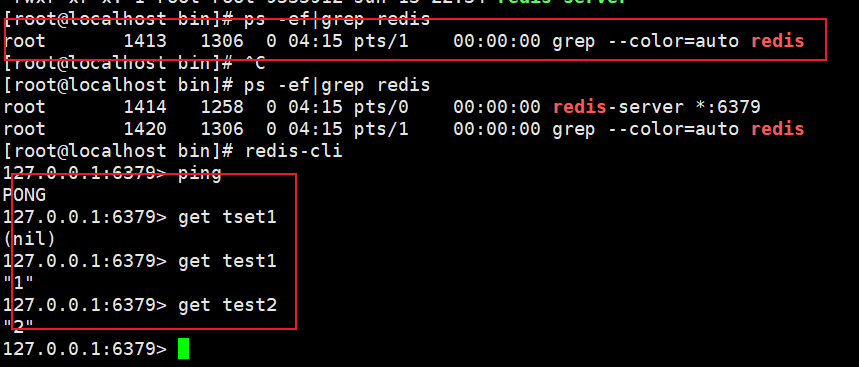 [root@localhost bin]# ps -ef|grep redis
root      1413   1306  0 04:15 pts/1    00:00:00 grep --color=auto redis
[root@localhost bin]# ^C
[root@localhost bin]# ps -ef|grep redis
root      1414   1258  0 04:15 pts/0    00:00:00 redis-server *:6379
root      1420   1306  0 04:15 pts/1    00:00:00 grep --color=auto redis
[root@localhost bin]# redis-cli
127.0.0.1:6379> ping
PONG
127.0.0.1:6379> get tset1
(nil)
127.0.0.1:6379> get test1
"1"
127.0.0.1:6379> get test2
"2"
127.0.0.1:6379>